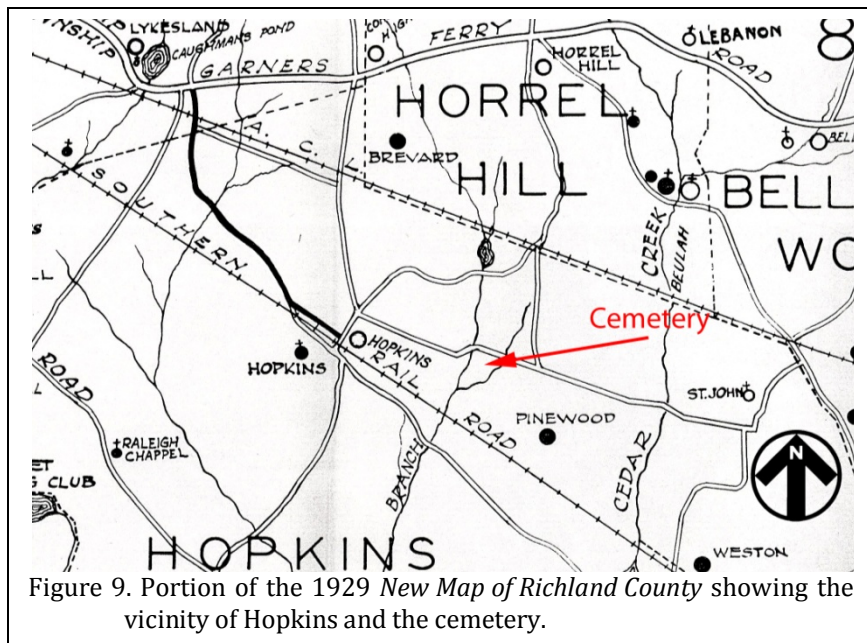 LYKESLAND
CAUGHMANS POND
GARNERS FERRY ROAD
HORREL HILL
LEBANON
8
HORREL
HILL
A. C. L.
BREVARD
BELL
BELL
WO
SOUTHERN RAIL ROAD
CREEK
BEULAH
Cemetery
HOPKINS
HOPKINS
ST. JOHN
ROAD
PINEWOOD
RALEIGH
CHAPPEL
BRANCH
CEDAR
N
CLUB
HOPKINS
WESTON
Figure 9. Portion of the 1929 New Map of Richland County showing the
vicinity of Hopkins and the cemetery.